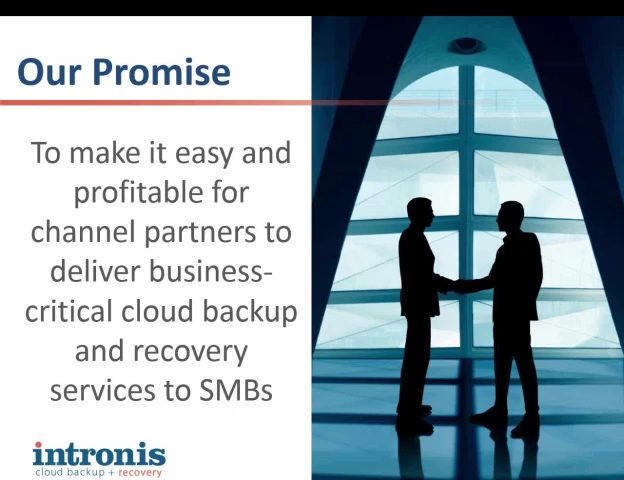 Our Promise
To make it easy and
profitable for
channel partners to
deliver business-
critical cloud backup
and recovery
services to SMBs
intronis
cloud backup + recovery